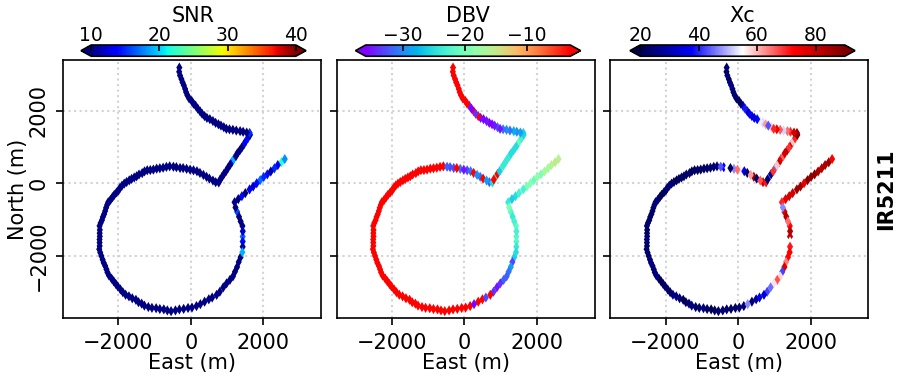 SNR DBV Xc
10 20 30 40 −30 −20 −10 20 40 60 80
2000
0
−2000
North (m)
IR5211
−2000 0 2000 −2000 0 2000 −2000 0 2000
East (m) East (m) East (m)